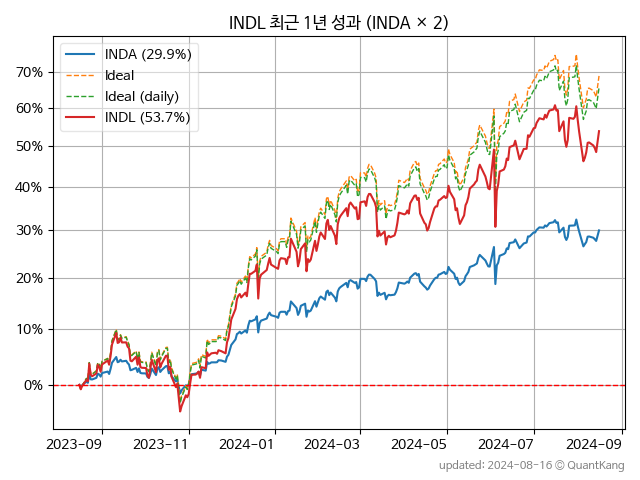 INDL 최근 1년 성과 (INDA × 2)
INDA (29.9%)
Ideal
Ideal (daily)
INDL (53.7%)
70%
60%
50%
40%
30%
20%
10%
0%
2023-09 2023-11 2024-01 2024-03 2024-05 2024-07 2024-09
updated: 2024-08-16 © QuantKang